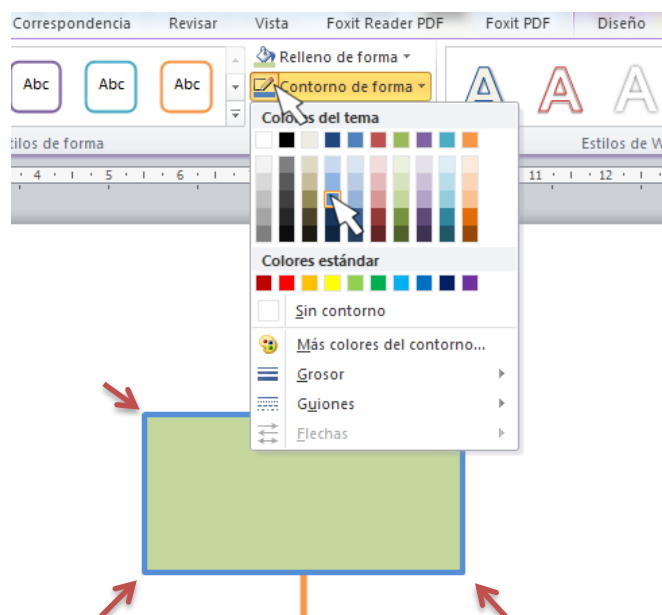 Correspondencia Revisar Vista Foxit Reader PDF Foxit PDF Diseño
Abc Abc Abc
Relleno de forma
Contorno de forma
tilos de forma
Estilos de W
A A A
Colores del tema
4 5 6 11 12
Colores estándar
Sin contorno
Más colores del contorno...
Grosor
Guiones
Flechas